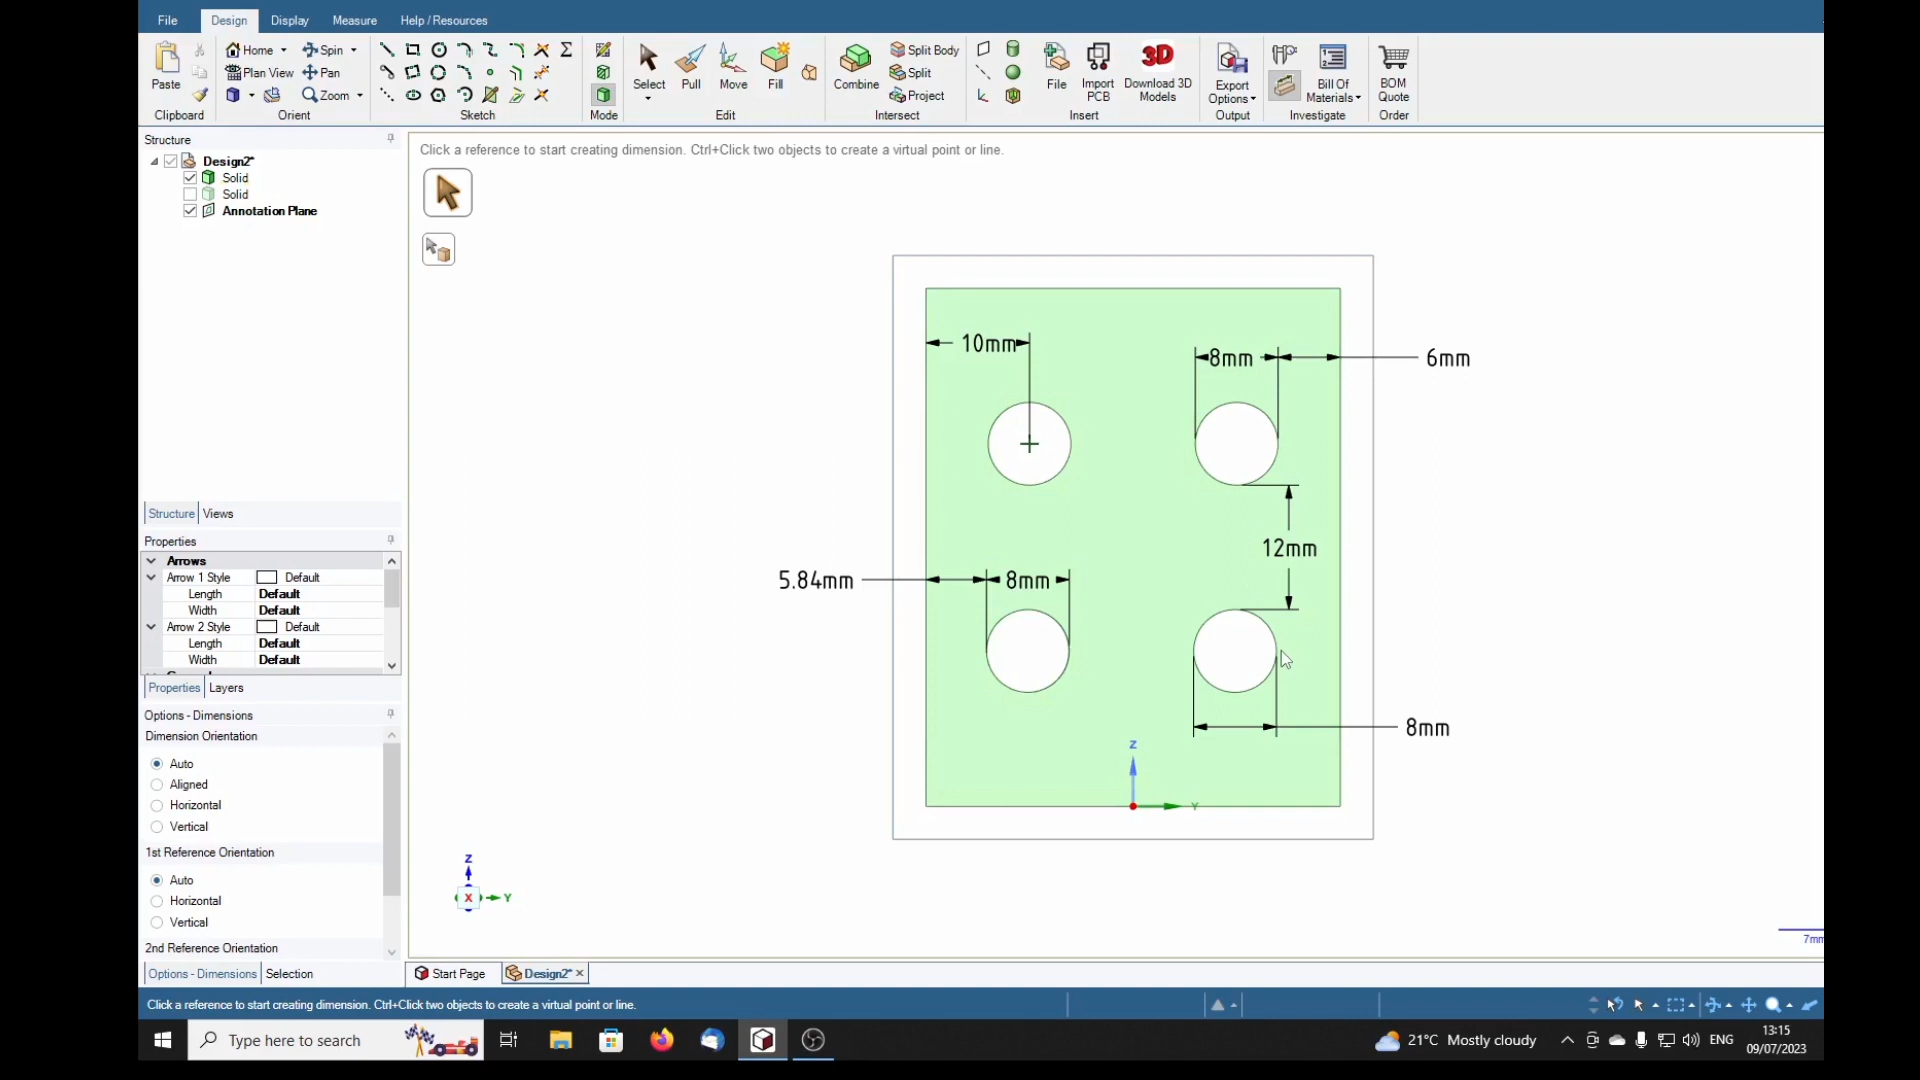 File Design Display Measure Help / Resources
Paste
Clipboard
Home Spin
Plan View Pan
Zoom
Orient
Sketch
Mode
Select Pull Move Fill
Edit
Combine Split Body
Split
Project
Intersect
File Import PCB Download 3D Models
3D
Insert
Export Options
Output
Bill Of Materials
Investigate
BOM Quote
Order
Structure
Design2*
Solid
Solid
Annotation Plane
Structure Views
Properties
Arrows
Arrow 1 Style Default
Length Default
Width Default
Arrow 2 Style Default
Length Default
Width Default
Properties Layers
Options - Dimensions
Dimension Orientation
Auto
Aligned
Horizontal
Vertical
1st Reference Orientation
Auto
Horizontal
Vertical
2nd Reference Orientation
Options - Dimensions Selection
Click a reference to start creating dimension. Ctrl+Click two objects to create a virtual point or line.
10mm
8mm
6mm
12mm
5.84mm
8mm
8mm
Z
Y
Z
X
Y
7mm
Start Page Design2*
Click a reference to start creating dimension. Ctrl+Click two objects to create a virtual point or line.
Type here to search
21°C Mostly cloudy
ENG
13:15
09/07/2023